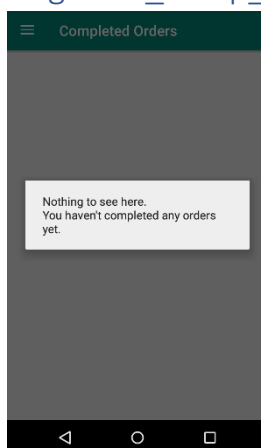 Completed Orders
Nothing to see here.
You haven't completed any orders
yet.